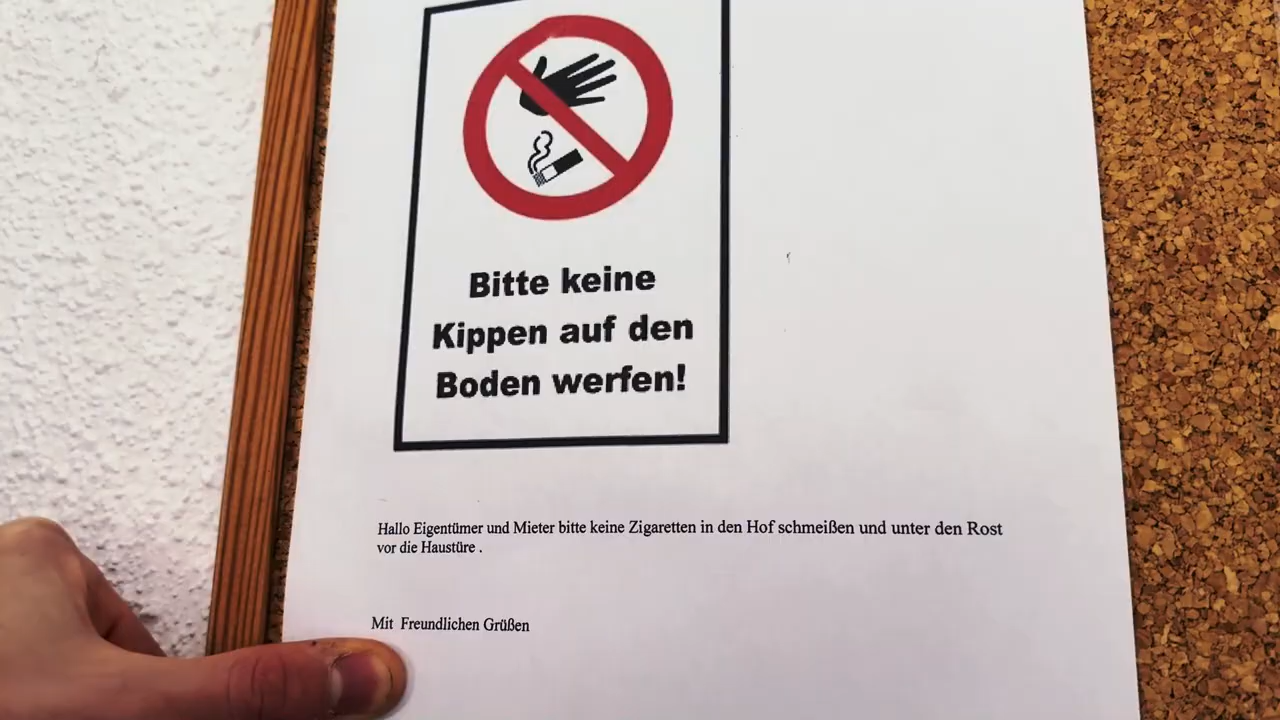 Bitte keine
Kippen auf den
Boden werfen!
Hallo Eigentümer und Mieter bitte keine Zigaretten in den Hof schmeißen und unter den Rost
vor die Haustüre .
Mit Freundlichen Grüßen